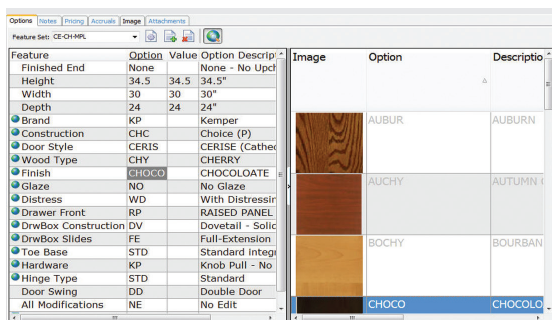 Options Notes Pricing Accruals Image Attachments
Feature Set: CE-CH-MPL
Feature Option Value Option Descript
Finished End None None - No Upch
Height 34.5 34.5 34.5"
Width 30 30 30"
Depth 24 24 24"
Brand KP Kemper
Construction CHC Choice (P)
Door Style CERIS CERISE (Cathed
Wood Type CHY CHERRY
Finish CHOCO CHOCOLOATE
Glaze NO No Glaze
Distress WD With Distressin
Drawer Front RP RAISED PANEL
DrwBox Construction DV Dovetail - Solid
DrwBox Slides FE Full-Extension
Toe Base STD Standard Integr
Hardware KP Knob Pull - No
Hinge Type STD Standard
Door Swing DD Double Door
All Modifications NE No Edit
Image Option Descriptio
AUBUR AUBURN
AUCHY AUTUMN
BOCHY BOURBAN
CHOCO CHOCOLO